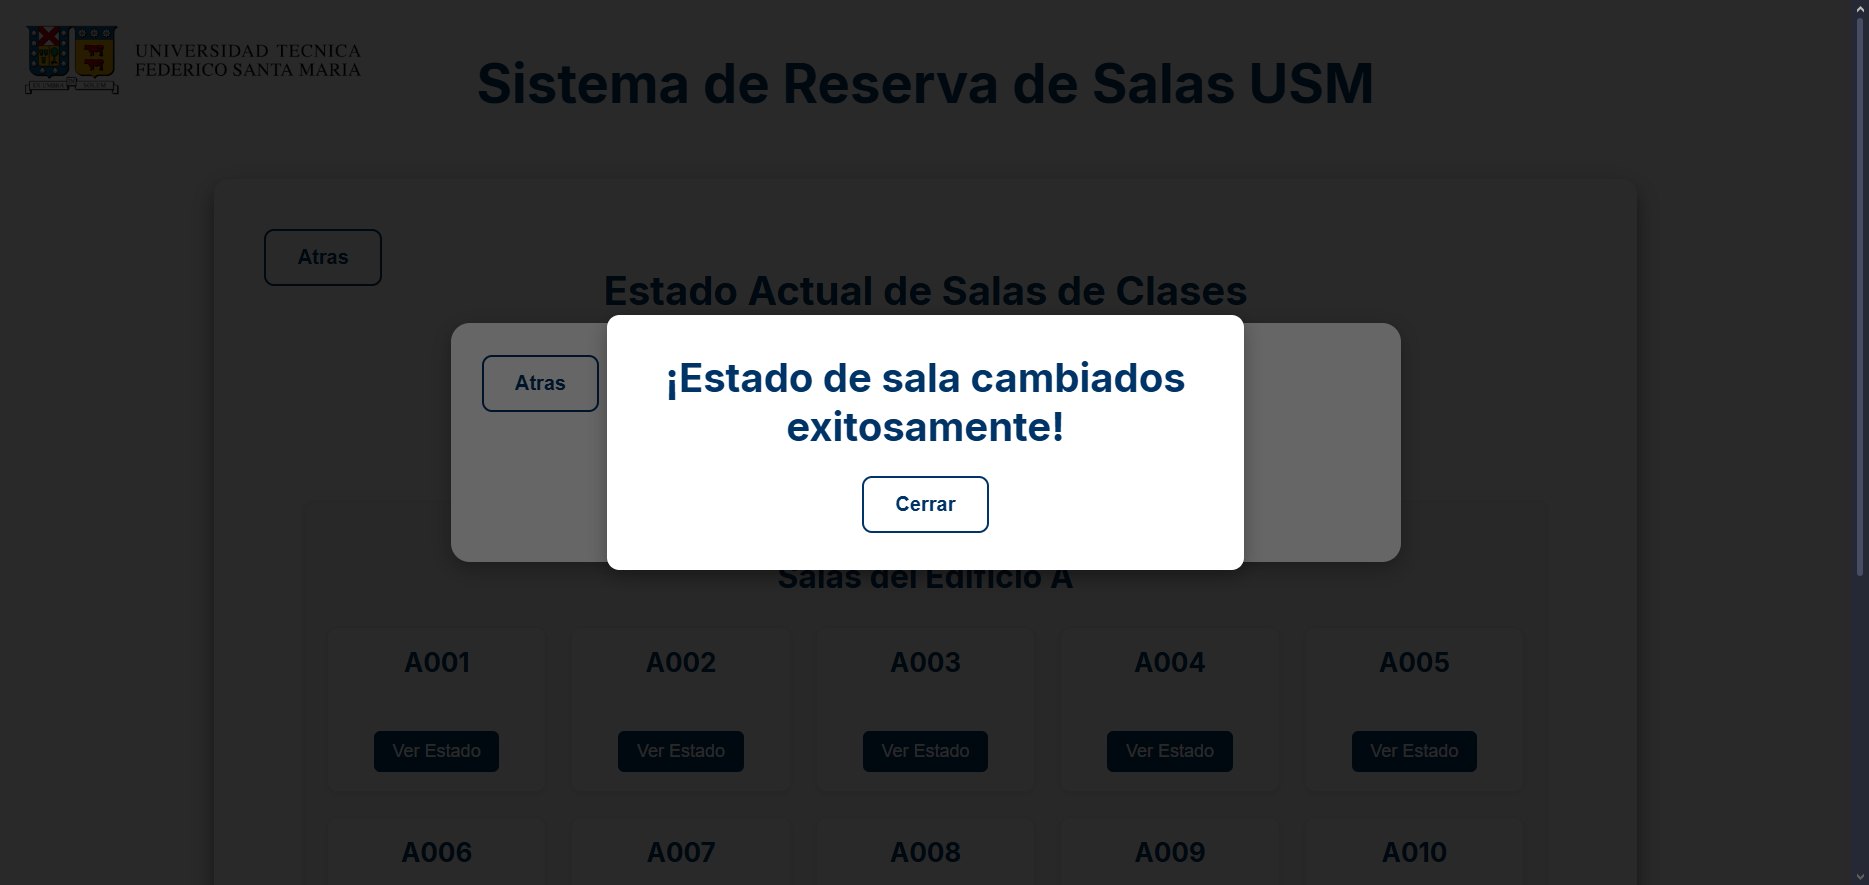 UNIVERSIDAD TECNICA
FEDERICO SANTA MARIA
Sistema de Reserva de Salas USM
Atras
Estado Actual de Salas de Clases
Atras
¡Estado de sala cambiados
exitosamente!
Cerrar
Salas del Edificio A
A001 A002 A003 A004 A005
Ver Estado Ver Estado Ver Estado Ver Estado Ver Estado
A006 A007 A008 A009 A010